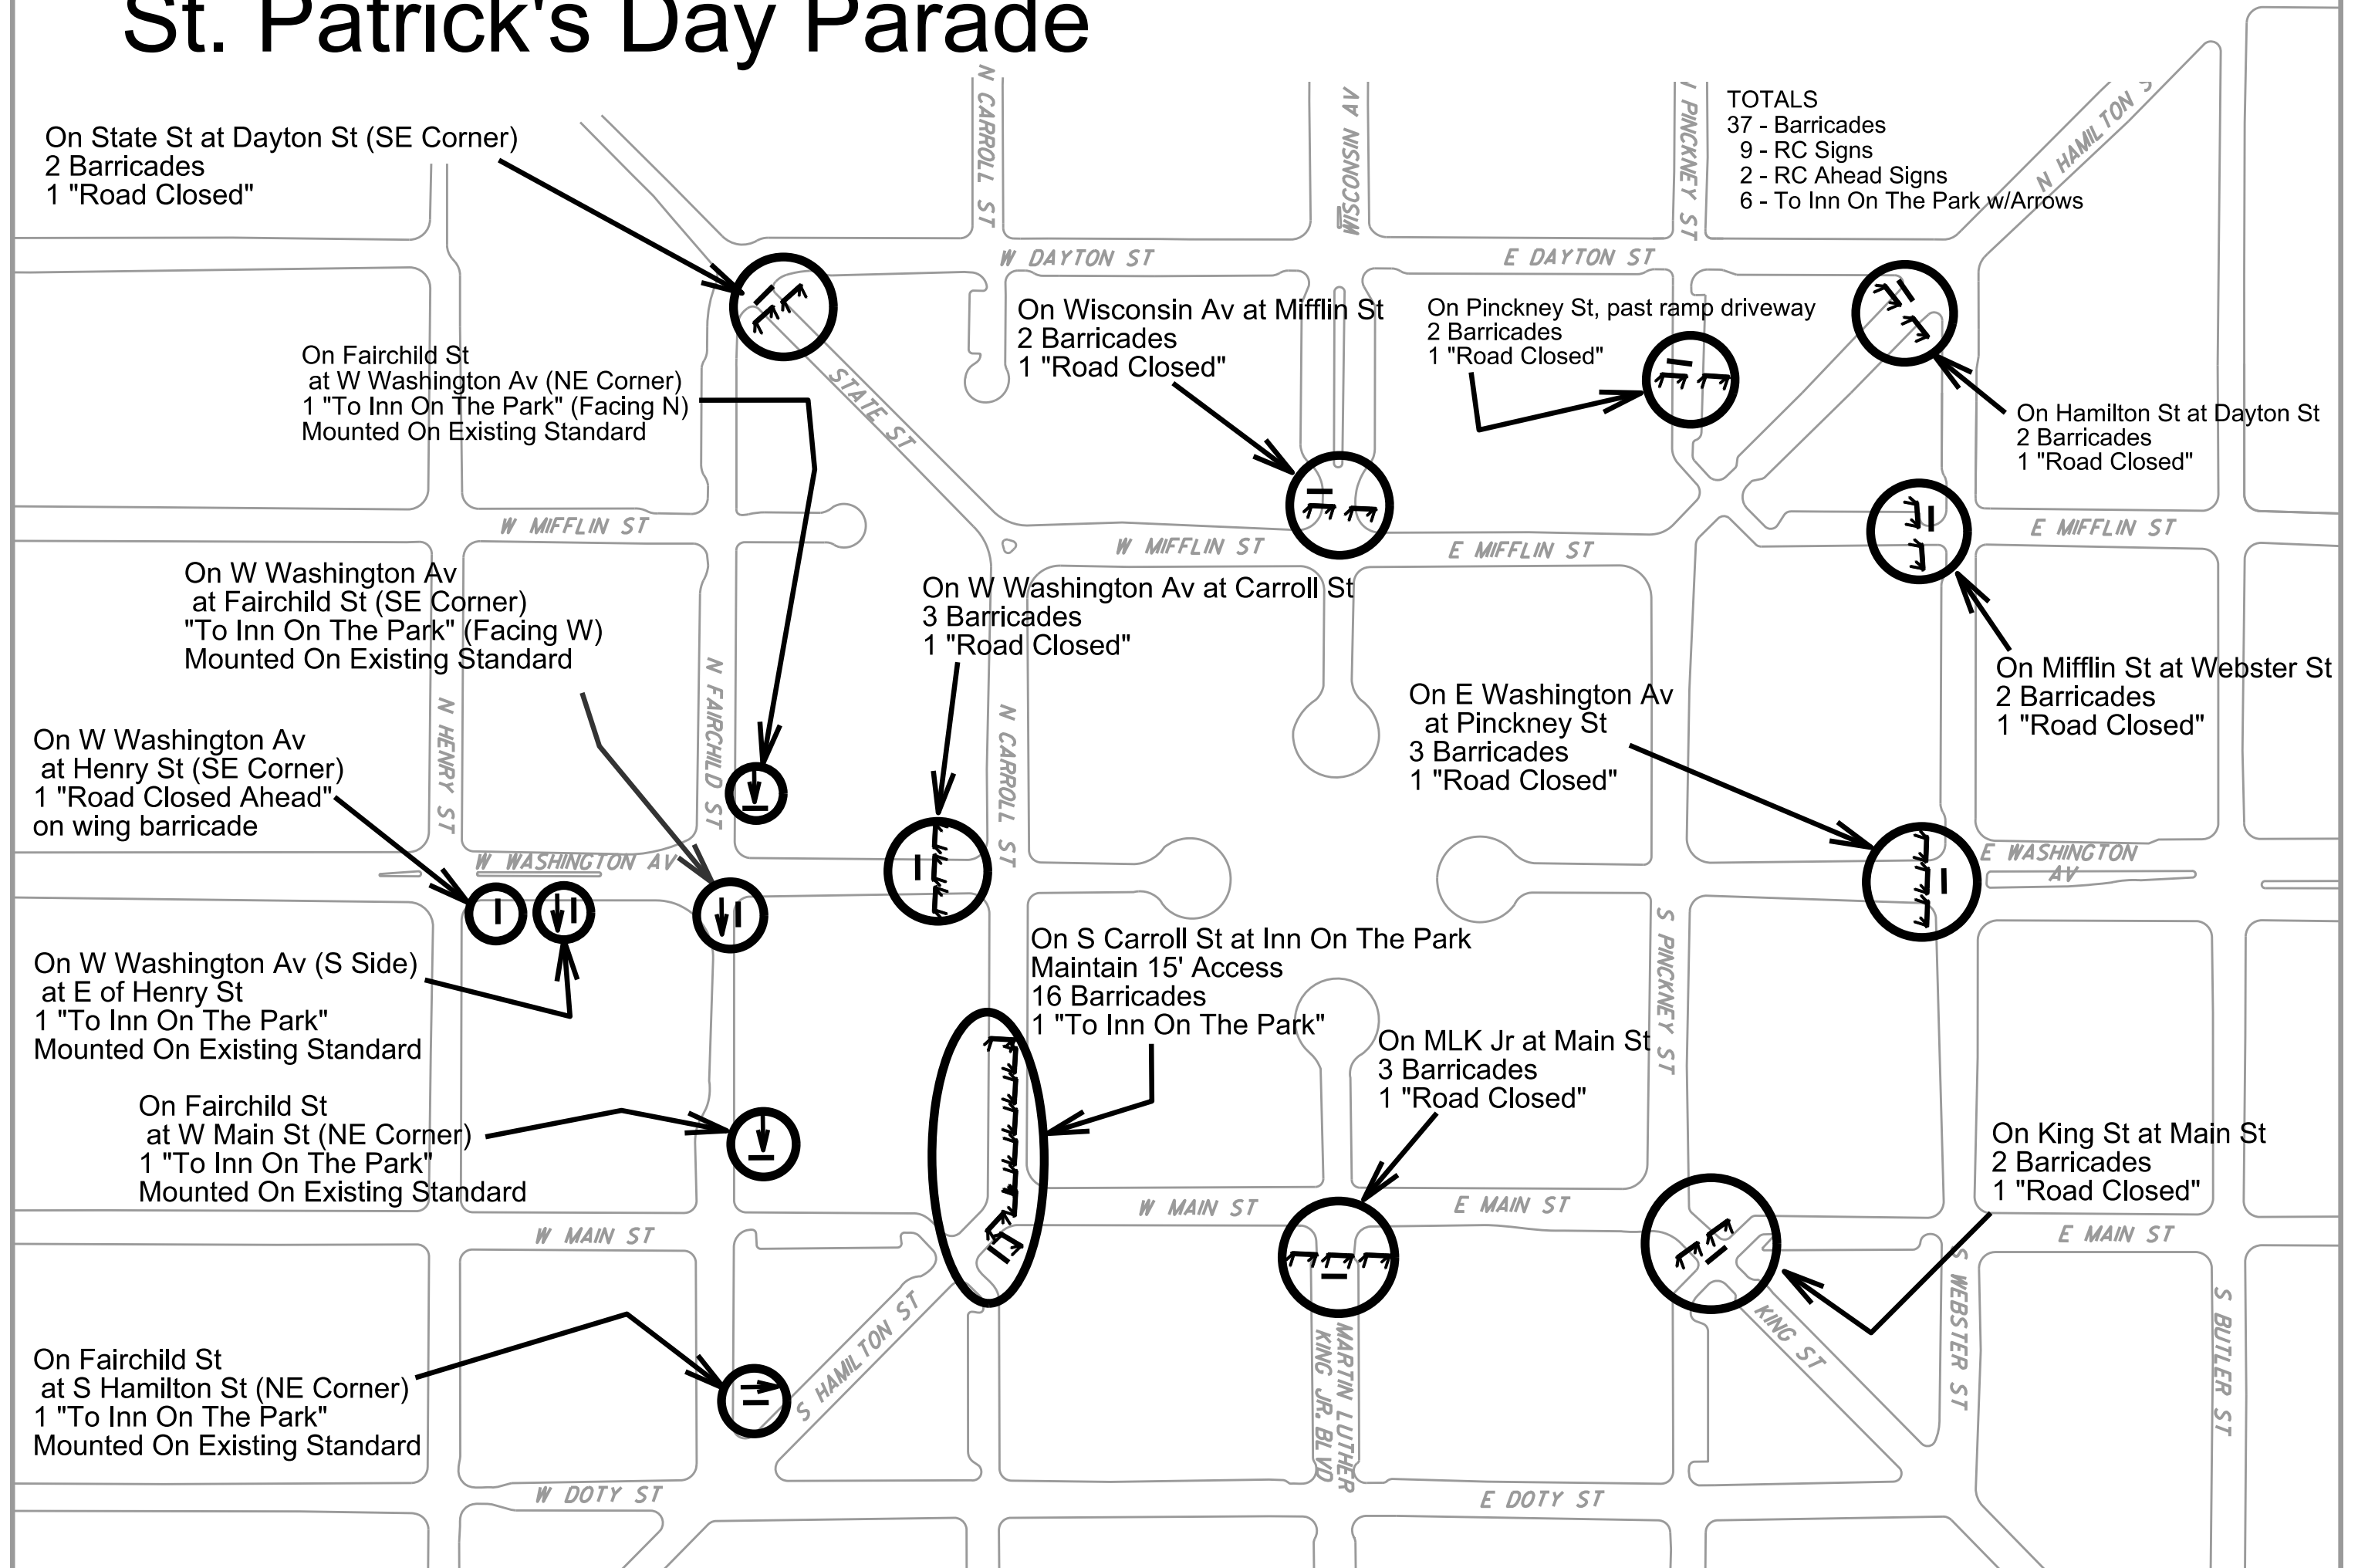 St. Patrick's Day Parade
TOTALS
37 - Barricades
9 - RC Signs
2 - RC Ahead Signs
6 - To Inn On The Park w/Arrows
On State St at Dayton St (SE Corner)
2 Barricades
1 "Road Closed"
N CARROLL ST
WISCONSIN AV
N PINCKNEY ST
N HAMILTON S
W DAYTON ST
E DAYTON ST
On Fairchild St
at W Washington Av (NE Corner)
1 "To Inn On The Park" (Facing N)
Mounted On Existing Standard
STATE ST
On Wisconsin Av at Mifflin St
2 Barricades
1 "Road Closed"
On Pinckney St, past ramp driveway
2 Barricades
1 "Road Closed"
On Hamilton St at Dayton St
2 Barricades
1 "Road Closed"
W MIFFLIN ST
W MIFFLIN ST
E MIFFLIN ST
E MIFFLIN ST
On W Washington Av
at Fairchild St (SE Corner)
"To Inn On The Park" (Facing W)
Mounted On Existing Standard
On W Washington Av at Carroll St
3 Barricades
1 "Road Closed"
On Mifflin St at Webster St
2 Barricades
1 "Road Closed"
On E Washington Av
at Pinckney St
3 Barricades
1 "Road Closed"
On W Washington Av
at Henry St (SE Corner)
1 "Road Closed Ahead"
on wing barricade
N HENRY ST
N FAIRCHILD ST
N CARROLL ST
W WASHINGTON AV
E WASHINGTON
AV
On W Washington Av (S Side)
at E of Henry St
1 "To Inn On The Park"
Mounted On Existing Standard
On S Carroll St at Inn On The Park
Maintain 15' Access
16 Barricades
1 "To Inn On The Park"
S PINCKNEY ST
On MLK Jr at Main St
3 Barricades
1 "Road Closed"
On Fairchild St
at W Main St (NE Corner)
1 "To Inn On The Park"
Mounted On Existing Standard
On King St at Main St
2 Barricades
1 "Road Closed"
W MAIN ST
W MAIN ST
E MAIN ST
E MAIN ST
On Fairchild St
at S Hamilton St (NE Corner)
1 "To Inn On The Park"
Mounted On Existing Standard
S HAMILTON ST
MARTIN LUTHER
KING JR. BLVD
KING ST
S WEBSTER ST
S BUTLER ST
W DOTY ST
E DOTY ST